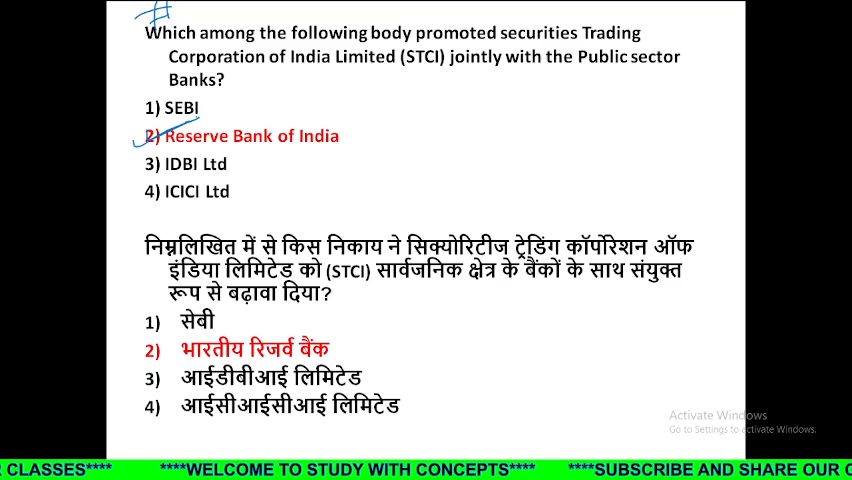 Which among the following body promoted securities Trading
Corporation of India Limited (STCI) jointly with the Public sector
Banks?
1) SEBI
2) Reserve Bank of India
3) IDBI Ltd
4) ICICI Ltd
निम्नलिखित में से किस निकाय ने सिक्योरिटीज ट्रेडिंग कॉर्पोरेशन ऑफ
इंडिया लिमिटेड को (STCI) सार्वजनिक क्षेत्र के बैंकों के साथ संयुक्त
रूप से बढ़ावा दिया?
1) सेबी
2) भारतीय रिजर्व बैंक
3) आईडीबीआई लिमिटेड
4) आईसीआईसीआई लिमिटेड
Activate Windows
Go to Settings to activate Windows.
R CLASSES**** ****WELCOME TO STUDY WITH CONCEPTS**** ****SUBSCRIBE AND SHARE OUR C